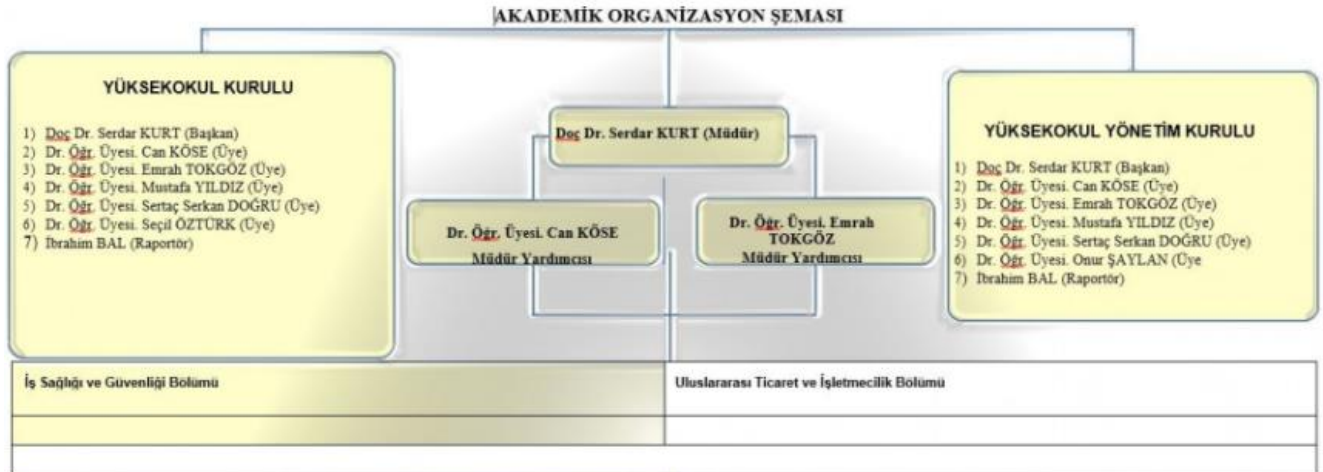 AKADEMİK ORGANİZASYON ŞEMASI
YÜKSEKOKUL KURULU
1) Doç Dr. Serdar KURT (Başkan)
2) Dr. Öğr. Üyesi. Can KÖSE (Üye)
3) Dr. Öğr. Üyesi. Emrah TOKGÖZ (Üye)
4) Dr. Öğr. Üyesi. Mustafa YILDIZ (Üye)
5) Dr. Öğr. Üyesi. Sertaç Serkan DOĞRU (Üye)
6) Dr. Öğr. Üyesi. Seçil ÖZTÜRK (Üye)
7) İbrahim BAL (Raportör)
Doç Dr. Serdar KURT (Müdür)
Dr. Öğr. Üyesi. Can KÖSE
Müdür Yardımcısı
Dr. Öğr. Üyesi. Emrah
TOKGÖZ
Müdür Yardımcısı
YÜKSEKOKUL YÖNETİM KURULU
1) Doç Dr. Serdar KURT (Başkan)
2) Dr. Öğr. Üyesi. Can KÖSE (Üye)
3) Dr. Öğr. Üyesi. Emrah TOKGÖZ (Üye)
4) Dr. Öğr. Üyesi. Mustafa YILDIZ (Üye)
5) Dr. Öğr. Üyesi. Sertaç Serkan DOĞRU (Üye)
6) Dr. Öğr. Üyesi. Onur ŞAYLAN (Üye
7) İbrahim BAL (Raportör)
İş Sağlığı ve Güvenliği Bölümü
Uluslararası Ticaret ve İşletmecilik Bölümü